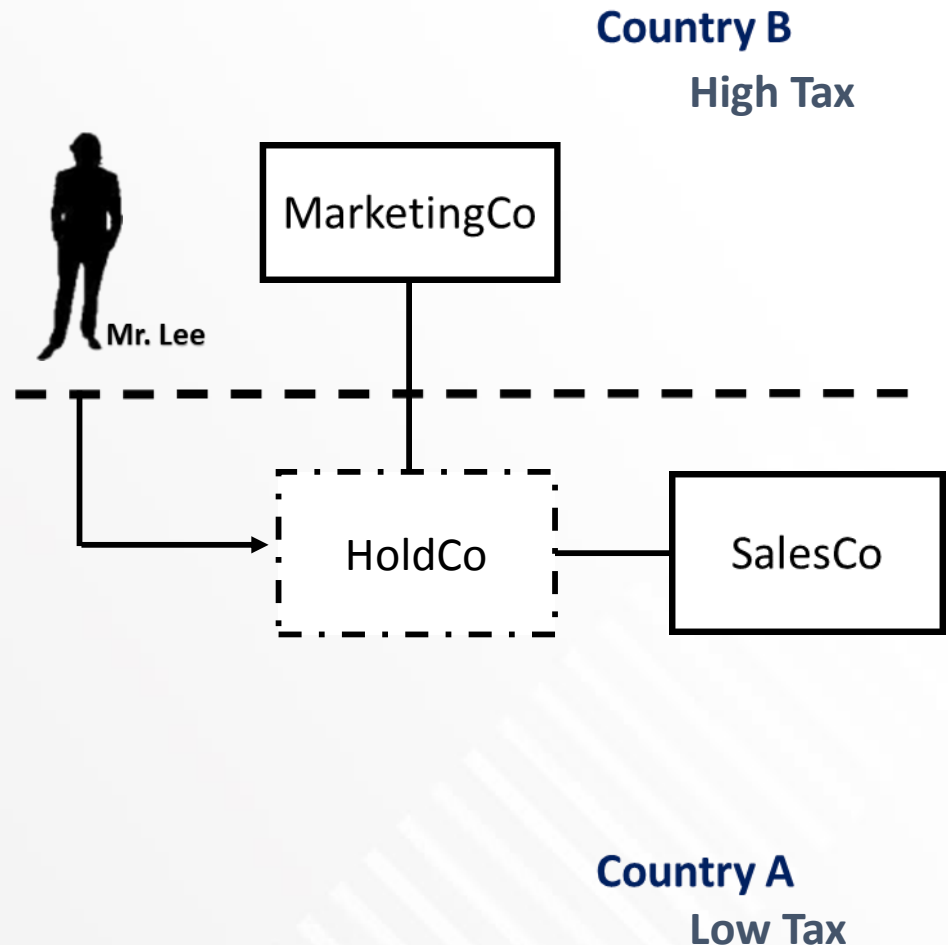 Country B
High Tax
MarketingCo
Mr. Lee
HoldCo
SalesCo
Country A
Low Tax